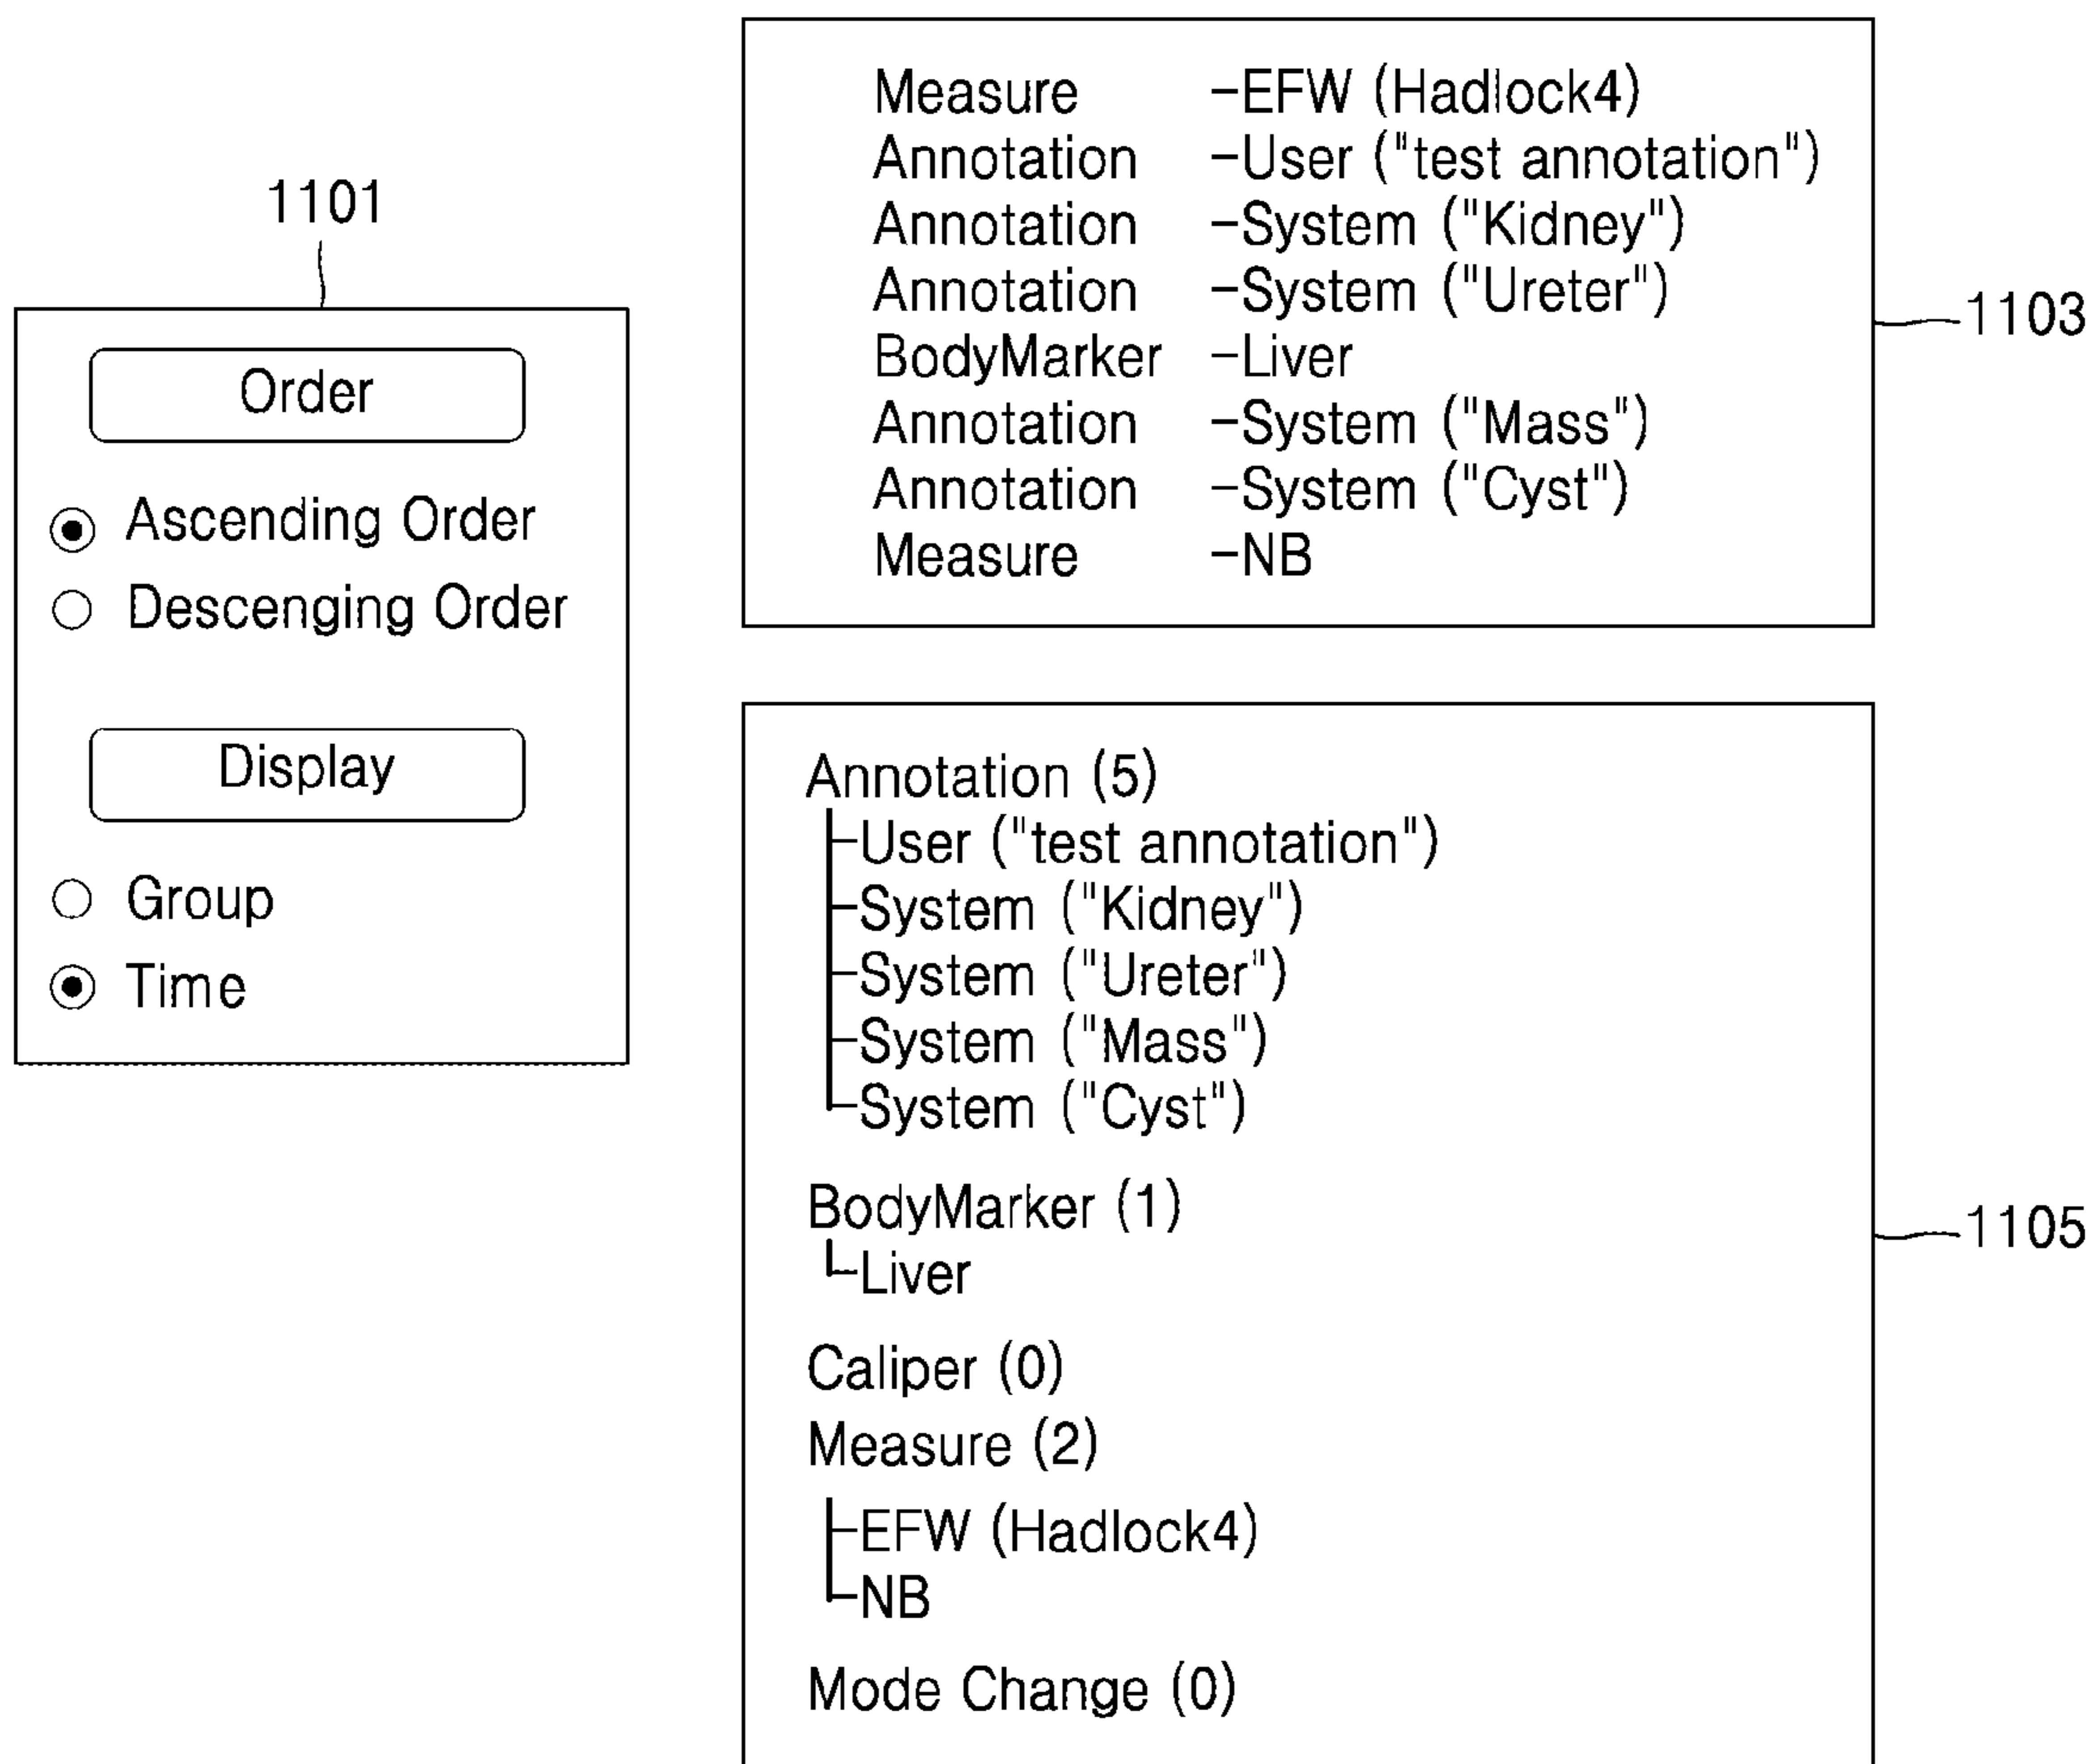 1101
Order
Ascending Order
Descenging Order
Display
Group
Time
Measure -EFW (Hadlock4)
Annotation -User ("test annotation")
Annotation -System ("Kidney")
Annotation -System ("Ureter")
BodyMarker -Liver
Annotation -System ("Mass")
Annotation -System ("Cyst")
Measure -NB
1103
Annotation (5)
User ("test annotation")
System ("Kidney")
System ("Ureter")
System ("Mass")
System ("Cyst")
BodyMarker (1)
Liver
Caliper (0)
Measure (2)
EFW (Hadlock4)
NB
Mode Change (0)
1105